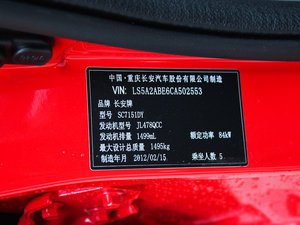 中国·重庆长安汽车股份有限公司制造
VIN: LS5A2ABE6CA502553
品牌 长安牌
型号 SC7151DY
发动机型号 JL478QCC
发动机排量 1499mL 额定功率 84kW
最大设计总质量 1495kg
制造年月 2012/02/15 乘坐人数 5